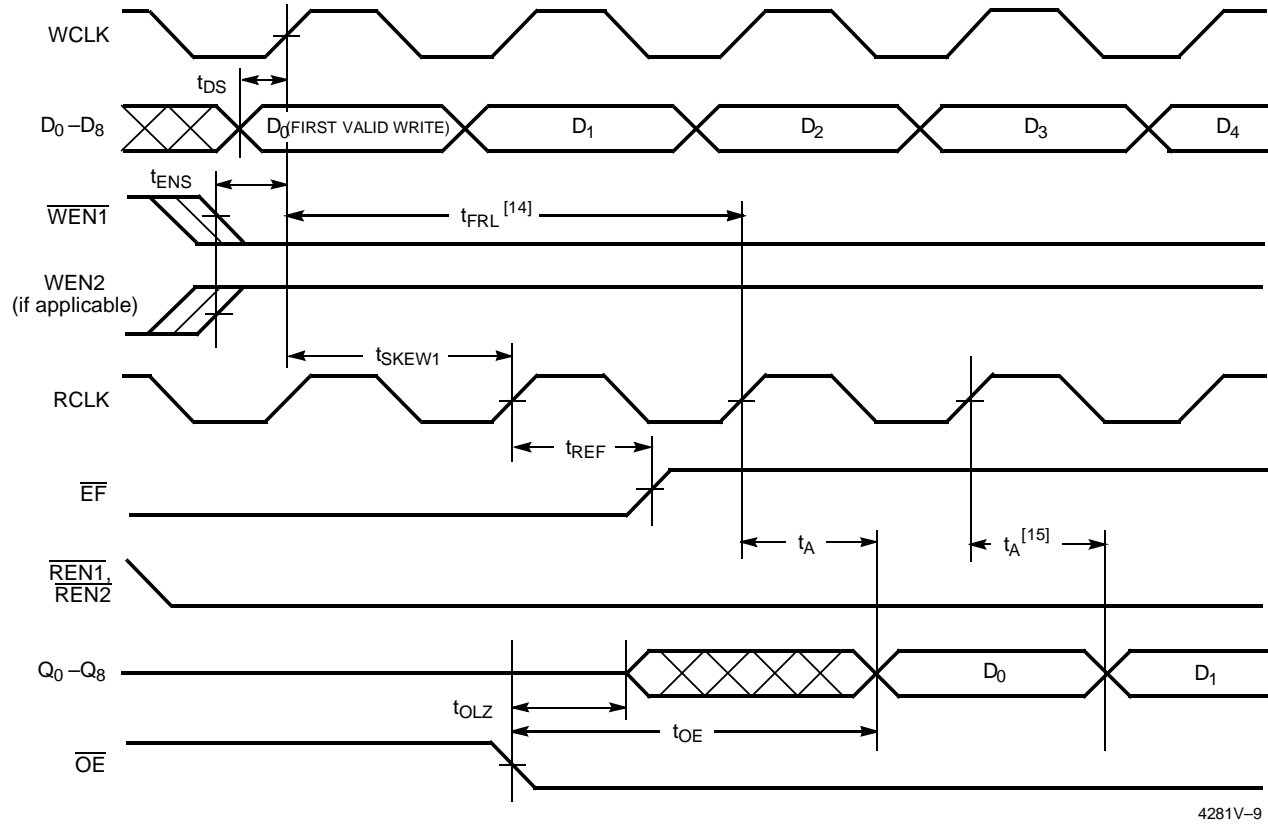 WCLK
tDS
D0–D8
D0(FIRST VALID WRITE)
D1
D2
D3
D4
tENS
WEN1
tFRL [14]
WEN2
(if applicable)
tSKEW1
RCLK
tREF
EF
tA
tA[15]
REN1,
REN2
Q0–Q8
D0
D1
tOLZ
tOE
OE
4281V–9